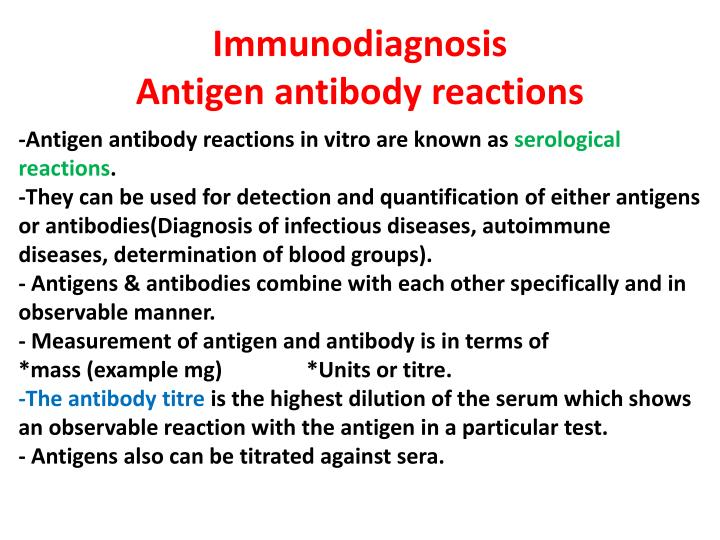 Immunodiagnosis
Antigen antibody reactions
-Antigen antibody reactions in vitro are known as serological
reactions.
-They can be used for detection and quantification of either antigens
or antibodies(Diagnosis of infectious diseases, autoimmune
diseases, determination of blood groups).
- Antigens & antibodies combine with each other specifically and in
observable manner.
- Measurement of antigen and antibody is in terms of
*mass (example mg) *Units or titre.
-The antibody titre is the highest dilution of the serum which shows
an observable reaction with the antigen in a particular test.
- Antigens also can be titrated against sera.